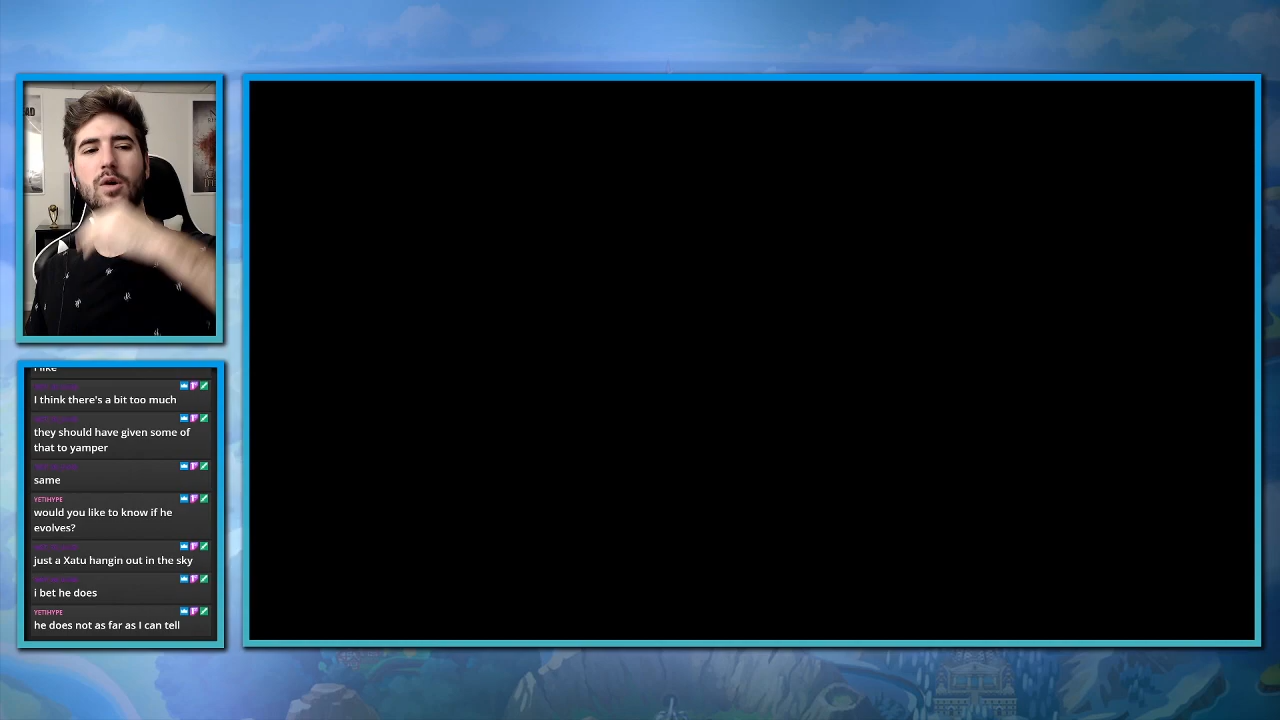 I like
I think there's a bit too much
they should have given some of
that to yamper
same
YETIHYPE
would you like to know if he
evolves?
just a Xatu hangin out in the sky
i bet he does
YETIHYPE
he does not as far as I can tell